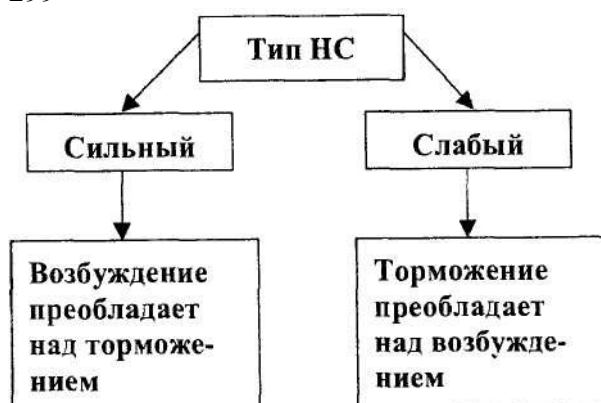 Тип НС
Сильный
Слабый
Возбуждение
преобладает
над торможе-
нием
Торможение
преобладает
над возбужде-
нием